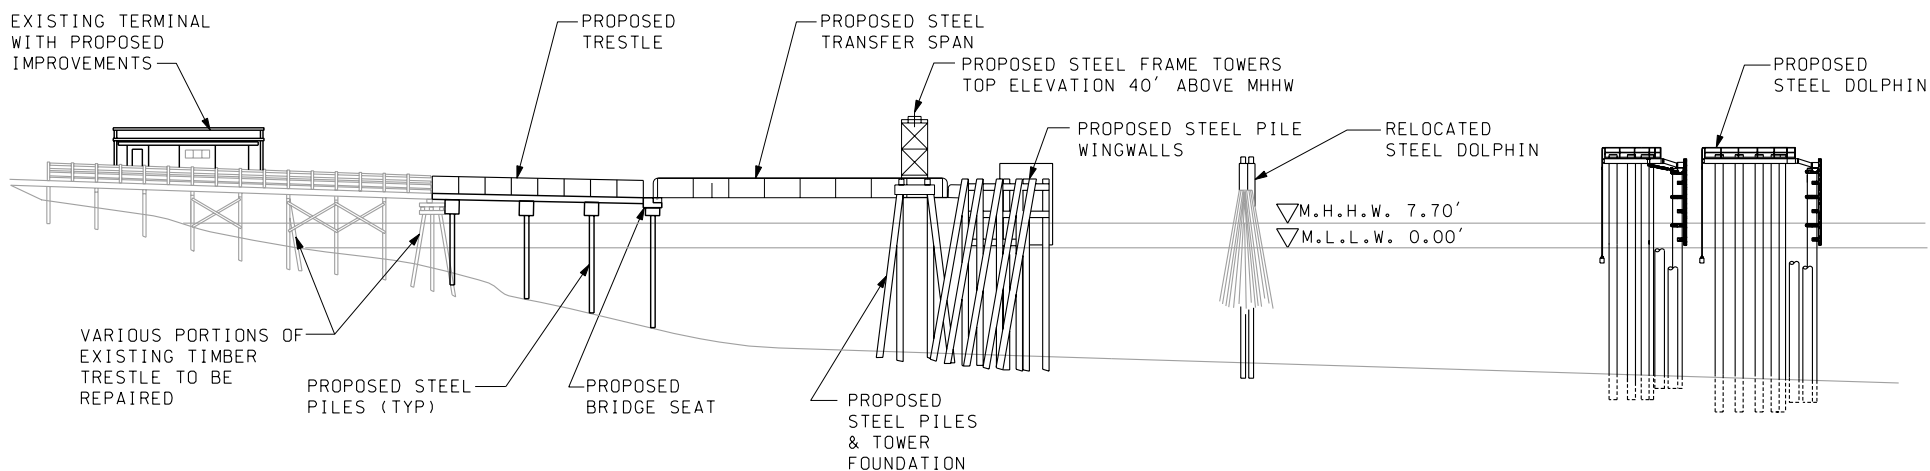 EXISTING TERMINAL
WITH PROPOSED
IMPROVEMENTS
PROPOSED
TRESTLE
PROPOSED STEEL
TRANSFER SPAN
PROPOSED STEEL FRAME TOWERS
TOP ELEVATION 40' ABOVE MHHW
PROPOSED STEEL PILE
WINGWALLS
RELOCATED
STEEL DOLPHIN
PROPOSED
STEEL DOLPHIN
M.H.H.W. 7.70'
M.L.L.W. 0.00'
VARIOUS PORTIONS OF
EXISTING TIMBER
TRESTLE TO BE
REPAIRED
PROPOSED STEEL
PILES (TYP)
PROPOSED
BRIDGE SEAT
PROPOSED
STEEL PILES
& TOWER
FOUNDATION